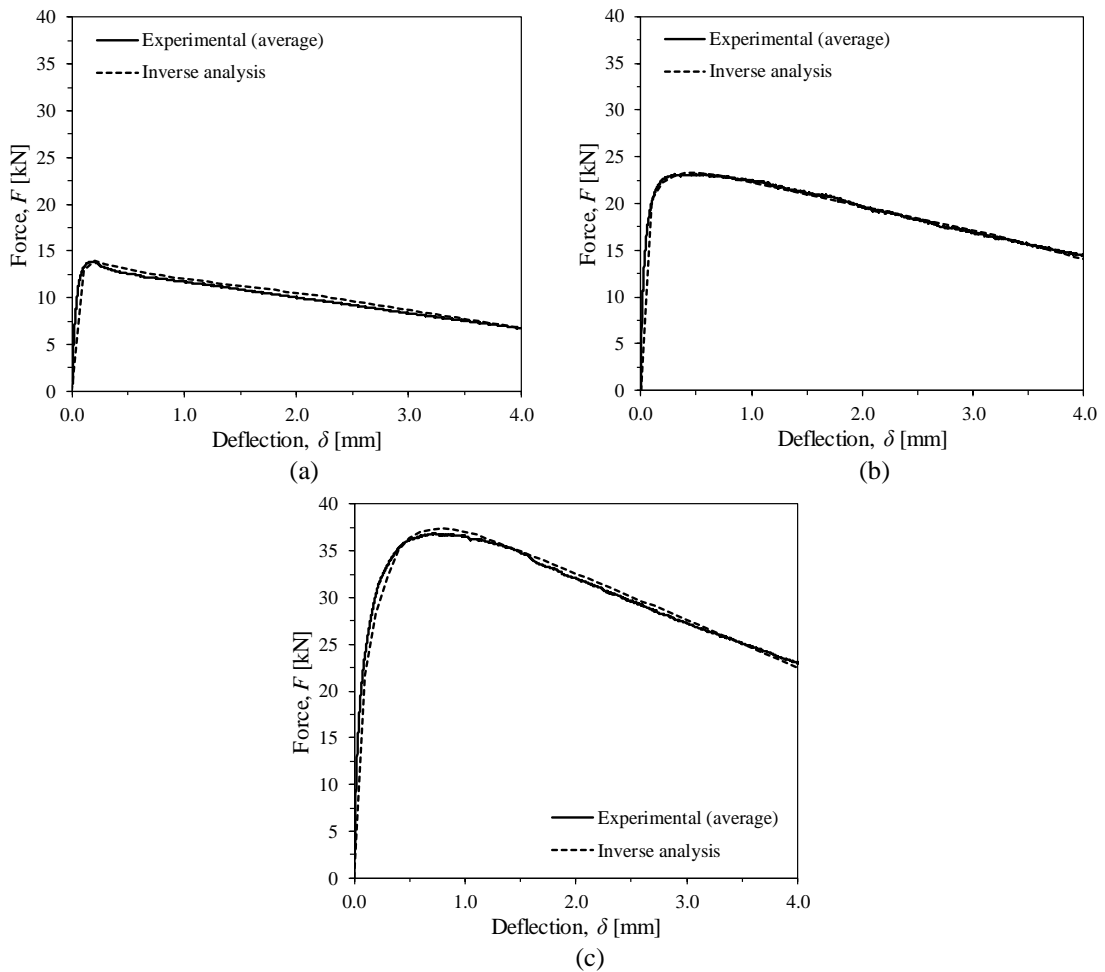 40
35
30
25
20
15
10
5
0
Force, F [kN]
Experimental (average)
Inverse analysis
0.0 1.0 2.0 3.0 4.0
Deflection, δ [mm]
(a)
40
35
30
25
20
15
10
5
0
Force, F [kN]
Experimental (average)
Inverse analysis
0.0 1.0 2.0 3.0 4.0
Deflection, δ [mm]
(b)
40
35
30
25
20
15
10
5
0
Force, F [kN]
Experimental (average)
Inverse analysis
0.0 1.0 2.0 3.0 4.0
Deflection, δ [mm]
(c)